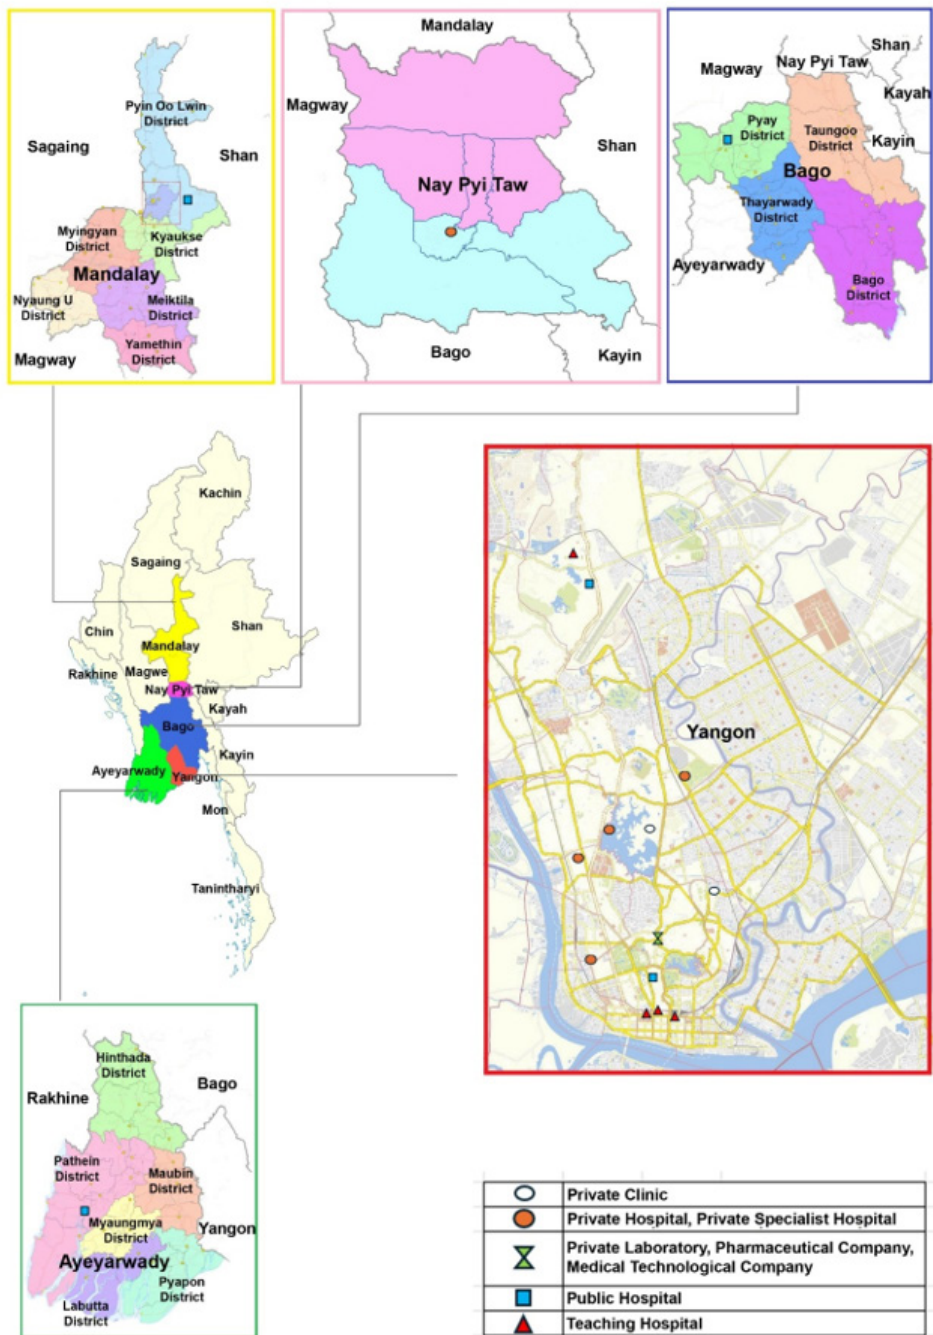 Pyin Oo Lwin
District
Sagaing
Shan
Myingyan
District
Kyaukse
District
Mandalay
Nyaung U
District
Meiktila
District
Yamethin
District
Magway
Mandalay
Magway
Shan
Nay Pyi Taw
Bago
Kayin
Shan
Nay Pyi Taw
Magway
Kayah
Pyay
District
Taungoo
District
Kayin
Bago
Thayarwady
District
Ayeyarwady
Bago
District
Kachin
Sagaing
Chin
Shan
Mandalay
Rakhine
Magwe
Nay Pyi Taw
Kayah
Bago
Kayin
Ayeyarwady
Yangon
Mon
Tanintharyi
Yangon
Hinthada
District
Bago
Rakhine
Pathein
District
Maubin
District
Myaungmya
District
Yangon
Ayeyarwady
Pyapon
District
Labutta
District
Private Clinic
Private Hospital, Private Specialist Hospital
Private Laboratory, Pharmaceutical Company,
Medical Technological Company
Public Hospital
Teaching Hospital